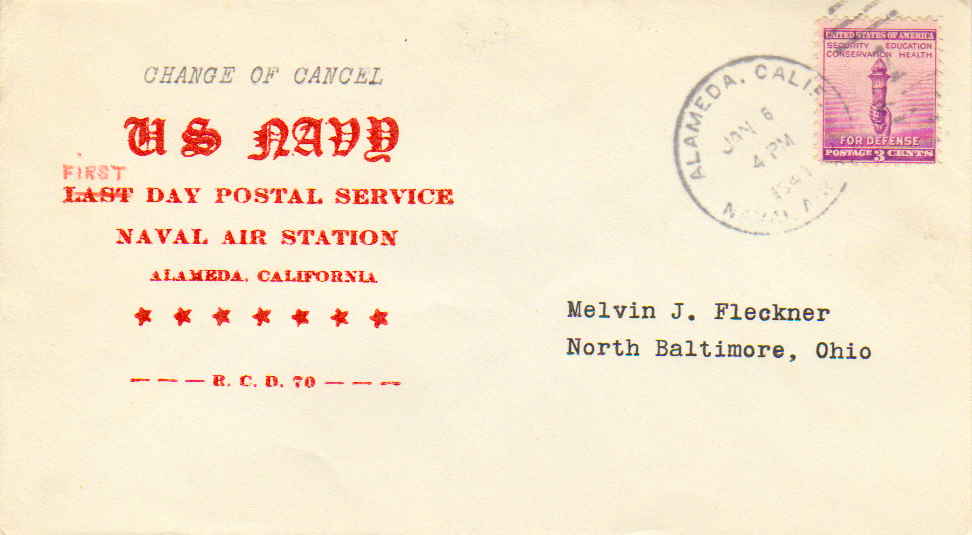 CHANGE OF CANCEL
US NAVY
FIRST
LAST DAY POSTAL SERVICE
NAVAL AIR STATION
ALAMEDA, CALIFORNIA
— — — R. C. D. 70 — — —
ALAMEDA, CALIF
JAN 6
4 PM
NAVAL
UNITED STATES OF AMERICA
SECURITY EDUCATION
CONSERVATION HEALTH
FOR DEFENSE
POSTAGE 3 CENTS
Melvin J. Fleckner
North Baltimore, Ohio